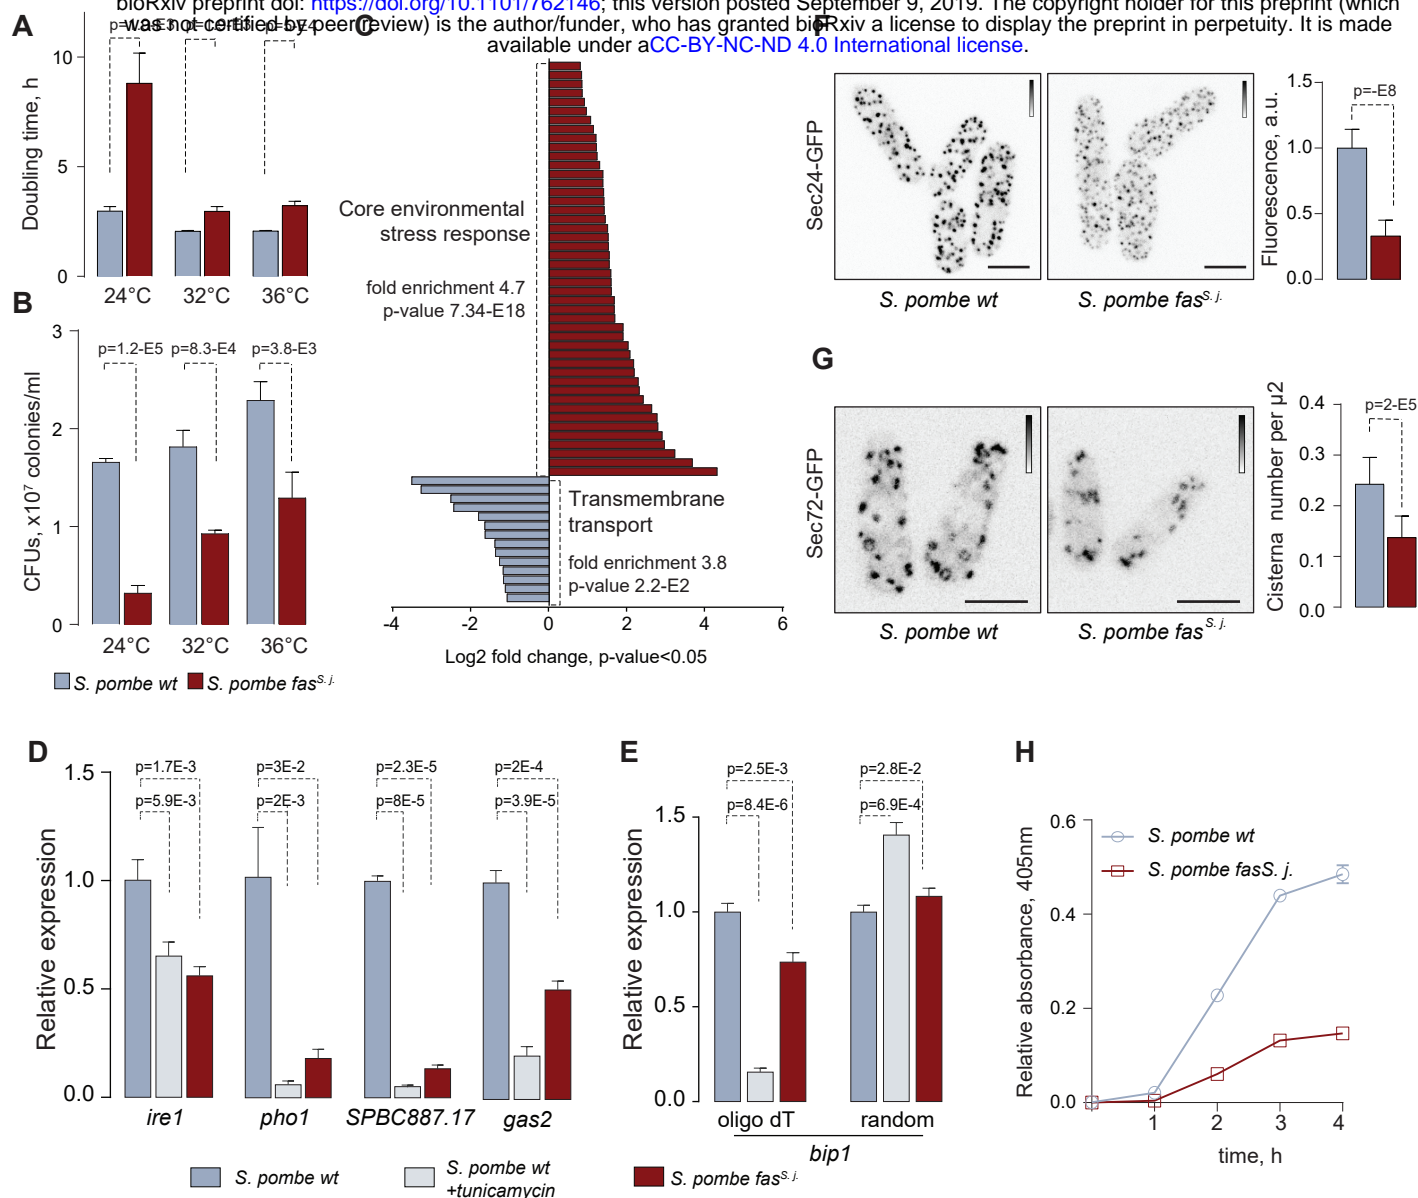 bioRxiv preprint doi: https://doi.org/10.1101/762146; this version posted September 9, 2019. The copyright holder for this preprint (which
was not certified by peer review) is the author/funder, who has granted bioRxiv a license to display the preprint in perpetuity. It is made
available under aCC-BY-NC-ND 4.0 International license.
A
Doubling time, h
10
5
0
24°C
32°C
36°C
B
CFUs, x10⁷ colonies/ml
3
2
1
0
p=1.2-E5
p=8.3-E4
p=3.8-E3
24°C
32°C
36°C
S. pombe wt
S. pombe fas^S. j.
C
Core environmental
stress response
fold enrichment 4.7
p-value 7.34-E18
Transmembrane
transport
fold enrichment 3.8
p-value 2.2-E2
-4
-2
0
2
4
6
Log2 fold change, p-value<0.05
F
Sec24-GFP
S. pombe wt
S. pombe fas^S. j.
Fluorescence, a.u.
1.5
1.0
0.5
0.0
p=-E8
G
Sec72-GFP
S. pombe wt
S. pombe fas^S. j.
Cisterna number per µ2
0.4
0.3
0.2
0.1
0.0
p=2-E5
D
Relative expression
1.5
1.0
0.5
0.0
p=1.7E-3
p=5.9E-3
p=3E-2
p=2E-3
p=2.3E-5
p=8E-5
p=2E-4
p=3.9E-5
ire1
pho1
SPBC887.17
gas2
E
Relative expression
1.5
1.0
0.5
0.0
p=2.5E-3
p=8.4E-6
p=2.8E-2
p=6.9E-4
oligo dT
random
bip1
S. pombe wt
S. pombe wt
+tunicamycin
S. pombe fas^S. j.
H
Relative absorbance, 405nm
0.6
0.4
0.2
0.0
S. pombe wt
S. pombe fasS. j.
1
2
3
4
time, h